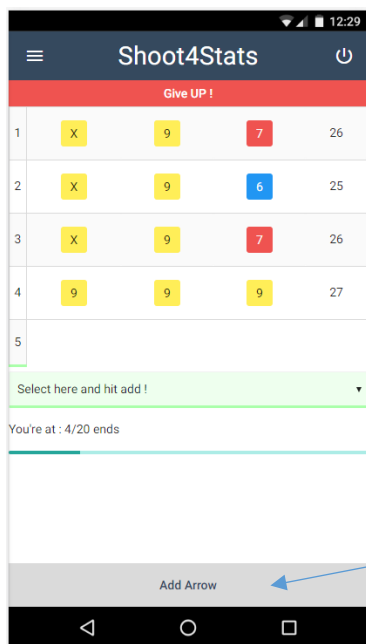 12:29
Shoot4Stats
Give UP !
1 X 9 7 26
2 X 9 6 25
3 X 9 7 26
4 9 9 9 27
5
Select here and hit add !
You're at : 4/20 ends
Add Arrow